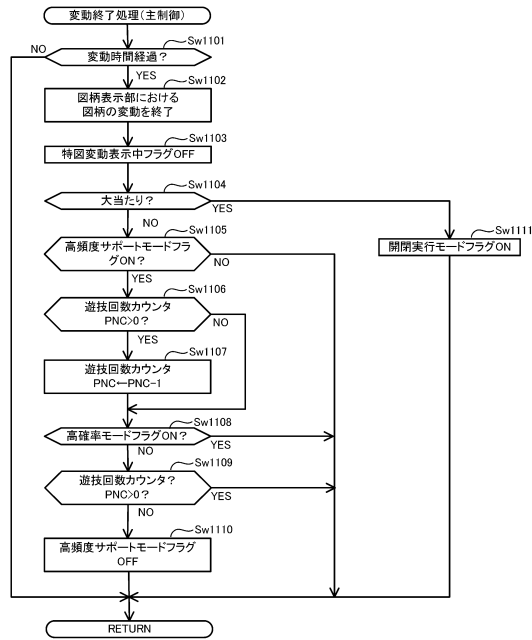 変動終了処理(主制御)
Sw1101
NO
変動時間経過?
YES
Sw1102
図柄表示部における
図柄の変動を終了
Sw1103
特図変動表示中フラグOFF
Sw1104
大当たり?
YES
NO
Sw1105
高頻度サポートモードフラ
グON?
NO
YES
Sw1111
開閉実行モードフラグON
Sw1106
遊技回数カウンタ
PNC>0?
NO
YES
Sw1107
遊技回数カウンタ
PNC←PNC-1
Sw1108
高確率モードフラグON?
YES
NO
Sw1109
遊技回数カウンタ?
PNC>0?
YES
NO
Sw1110
高頻度サポートモードフラグ
OFF
RETURN